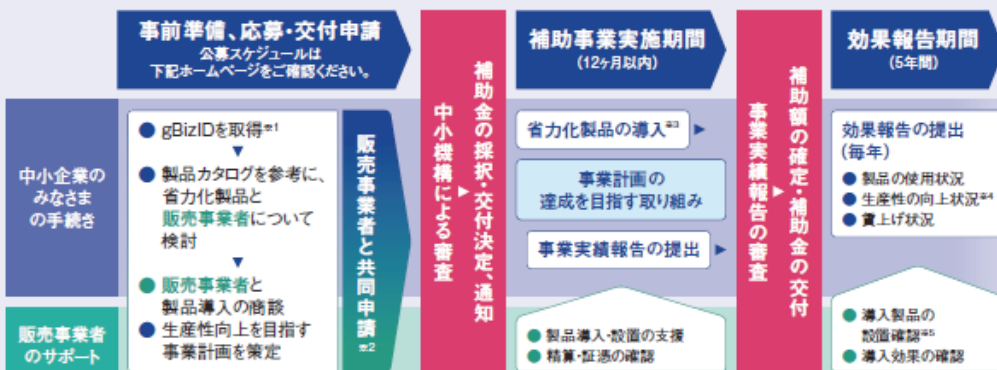 事前準備、応募・交付申請
公募スケジュールは
下記ホームページをご確認ください。
中小企業の
みなさま
の手続き
● gBizIDを取得※1
▼
● 製品カタログを参考に、
省力化製品と
販売事業者について
検討
▼
● 販売事業者と
製品導入の商談
● 生産性向上を目指す
事業計画を策定
販売事業者と共同申請※2
中小機構による審査
▶
補助金の採択・交付決定、通知
補助事業実施期間
(12ヶ月以内)
省力化製品の導入※3 ▶
事業計画の
達成を目指す取り組み
事業実績報告の提出 ▶
事業実績報告の審査
▶
補助額の確定・補助金の交付
効果報告期間
(5年間)
効果報告の提出
(毎年)
● 製品の使用状況
● 生産性の向上状況※4
● 賃上げ状況
販売事業者
のサポート
● 製品導入・設置の支援
● 精算・証憑の確認
● 導入製品の
設置確認※5
● 導入効果の確認